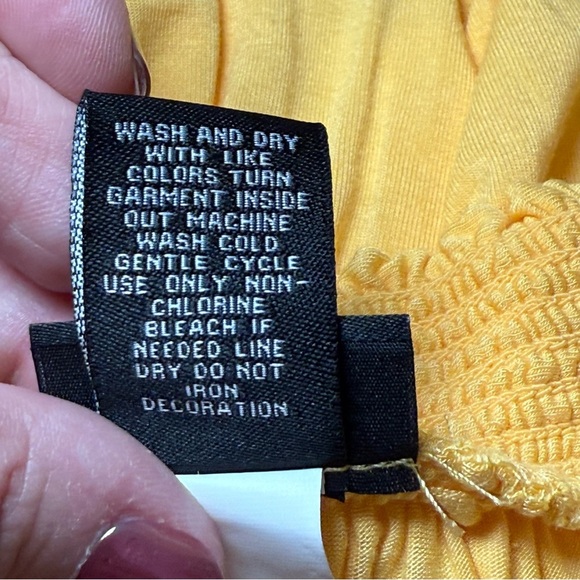 WASH AND DRY
WITH LIKE
COLORS TURN
GARMENT INSIDE
OUT MACHINE
WASH COLD
GENTLE CYCLE
USE ONLY NON-
CHLORINE
BLEACH IF
NEEDED LINE
DRY DO NOT
IRON
DECORATION